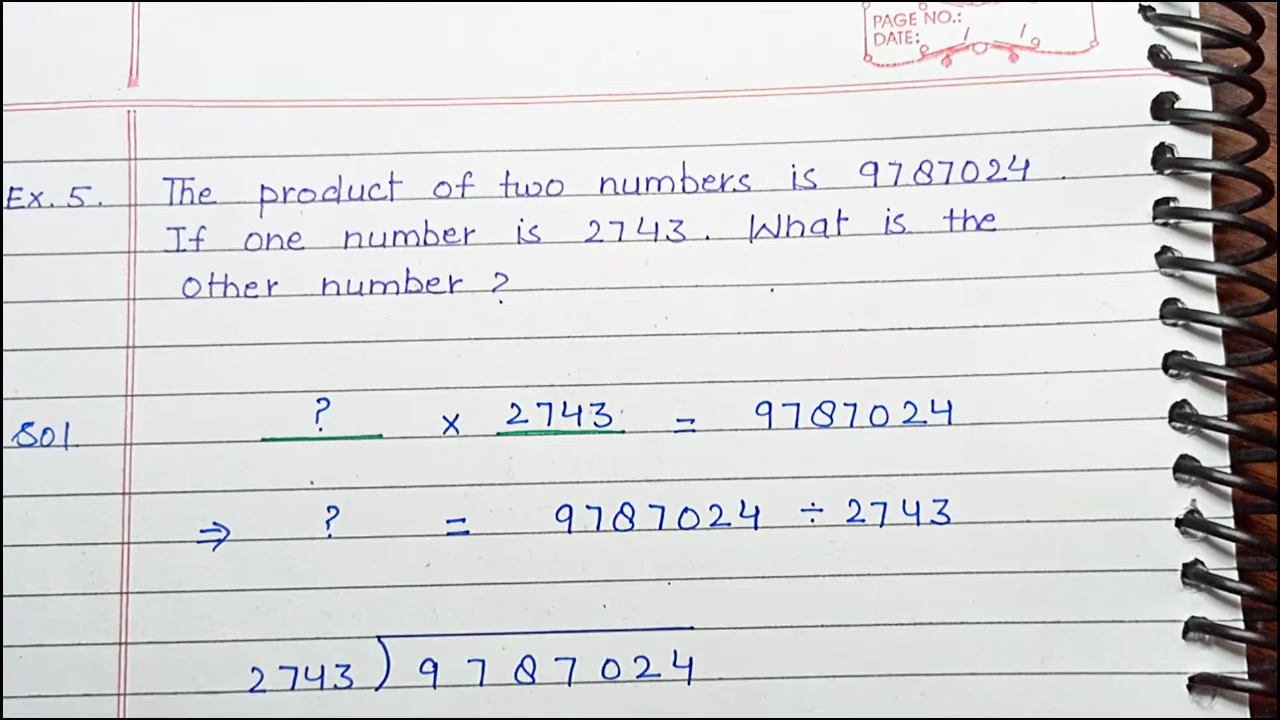 PAGE NO.:
DATE:
Ex. 5. The product of two numbers is 9787024.
If one number is 2743. What is the
other number ?
Sol. ? × 2743 = 9787024
⇒ ? = 9787024 ÷ 2743
2743 ) 9787024